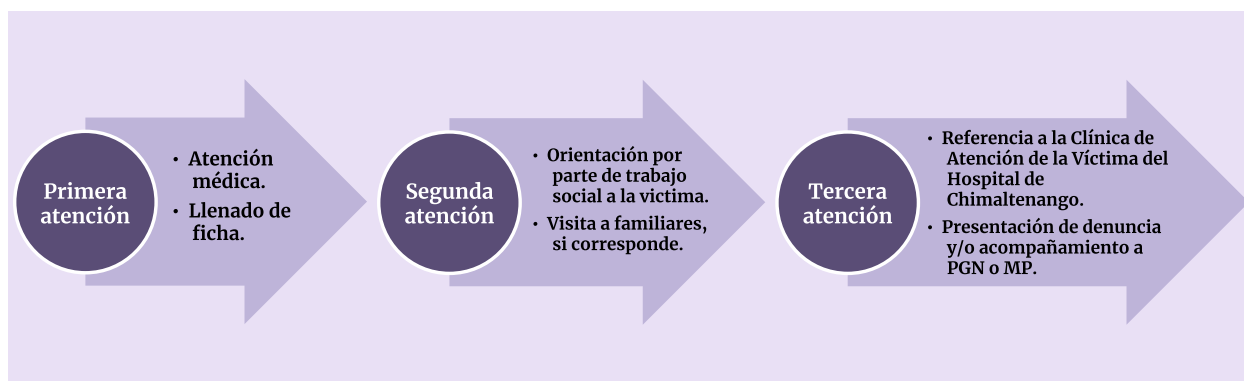 Primera
atención
• Atención
médica.
• Llenado de
ficha.
Segunda
atención
• Orientación por
parte de trabajo
social a la victima.
• Visita a familiares,
si corresponde.
Tercera
atención
• Referencia a la Clínica de
Atención de la Víctima del
Hospital de
Chimaltenango.
• Presentación de denuncia
y/o acompañamiento a
PGN o MP.